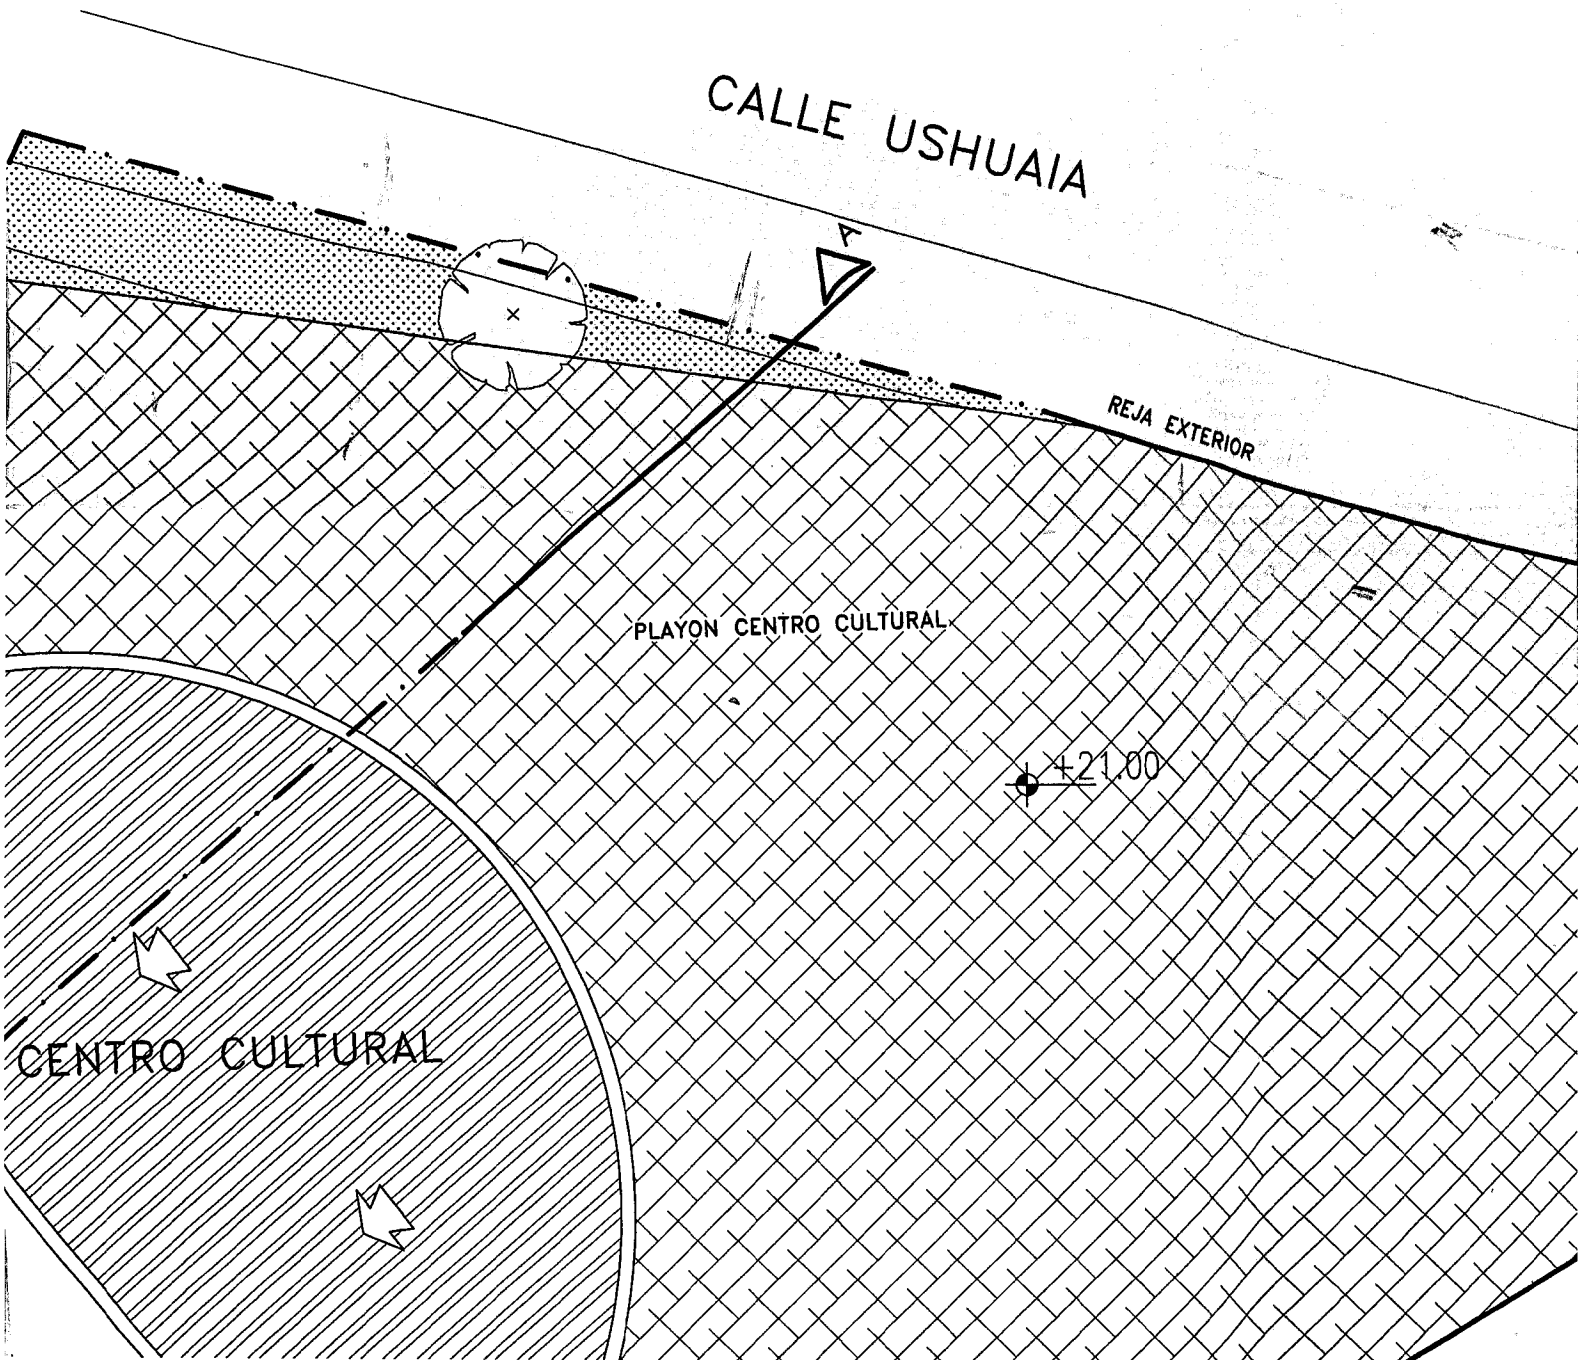 CALLE USHUAIA
A
REJA EXTERIOR
PLAYON CENTRO CULTURAL
+21.00
CENTRO CULTURAL